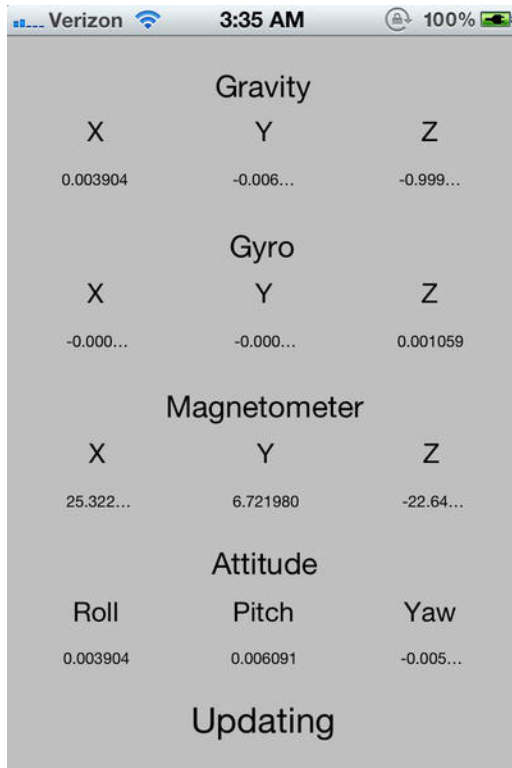 Verizon 3:35 AM 100%
Gravity
X Y Z
0.003904 -0.006... -0.999...
Gyro
X Y Z
-0.000... -0.000... 0.001059
Magnetometer
X Y Z
25.322... 6.721980 -22.64...
Attitude
Roll Pitch Yaw
0.003904 0.006091 -0.005...
Updating